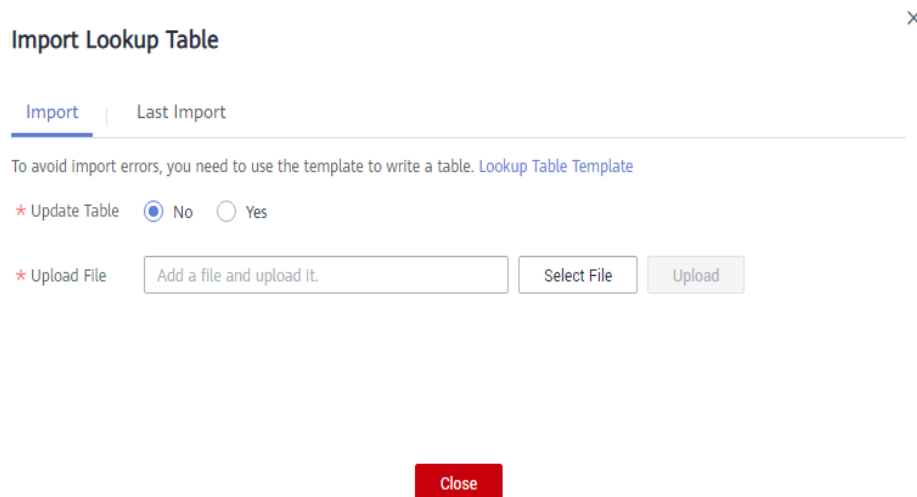 Import Lookup Table
Import
Last Import
To avoid import errors, you need to use the template to write a table. Lookup Table Template
* Update Table No Yes
* Upload File Add a file and upload it. Select File Upload
Close